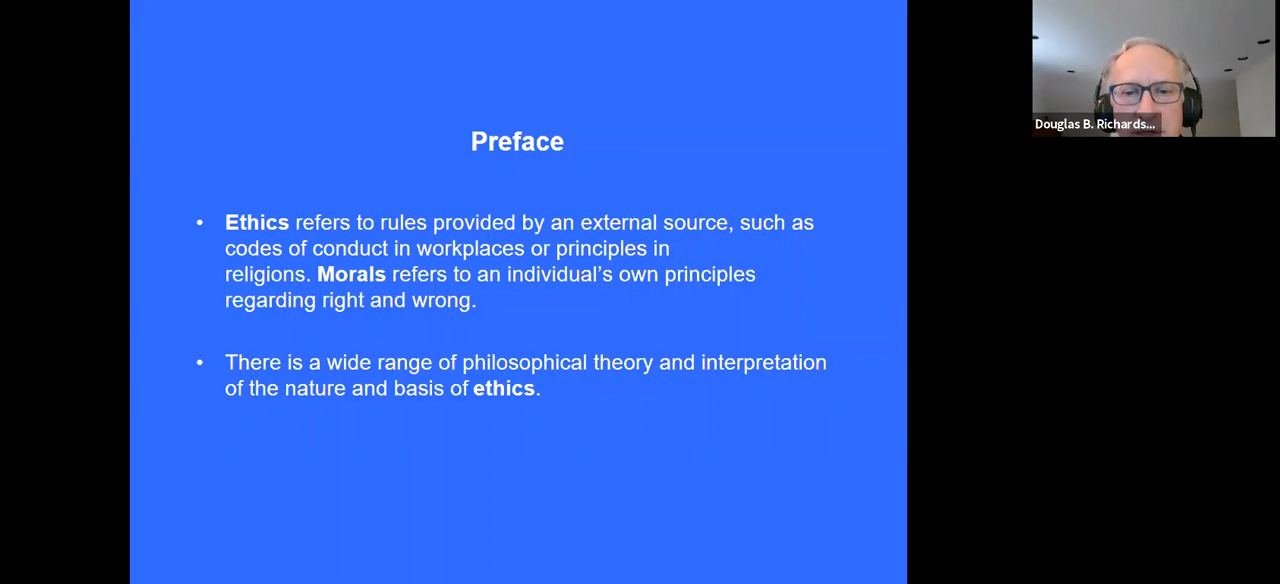 Preface
• Ethics refers to rules provided by an external source, such as
codes of conduct in workplaces or principles in
religions. Morals refers to an individual’s own principles
regarding right and wrong.
• There is a wide range of philosophical theory and interpretation
of the nature and basis of ethics.
Douglas B. Richards...